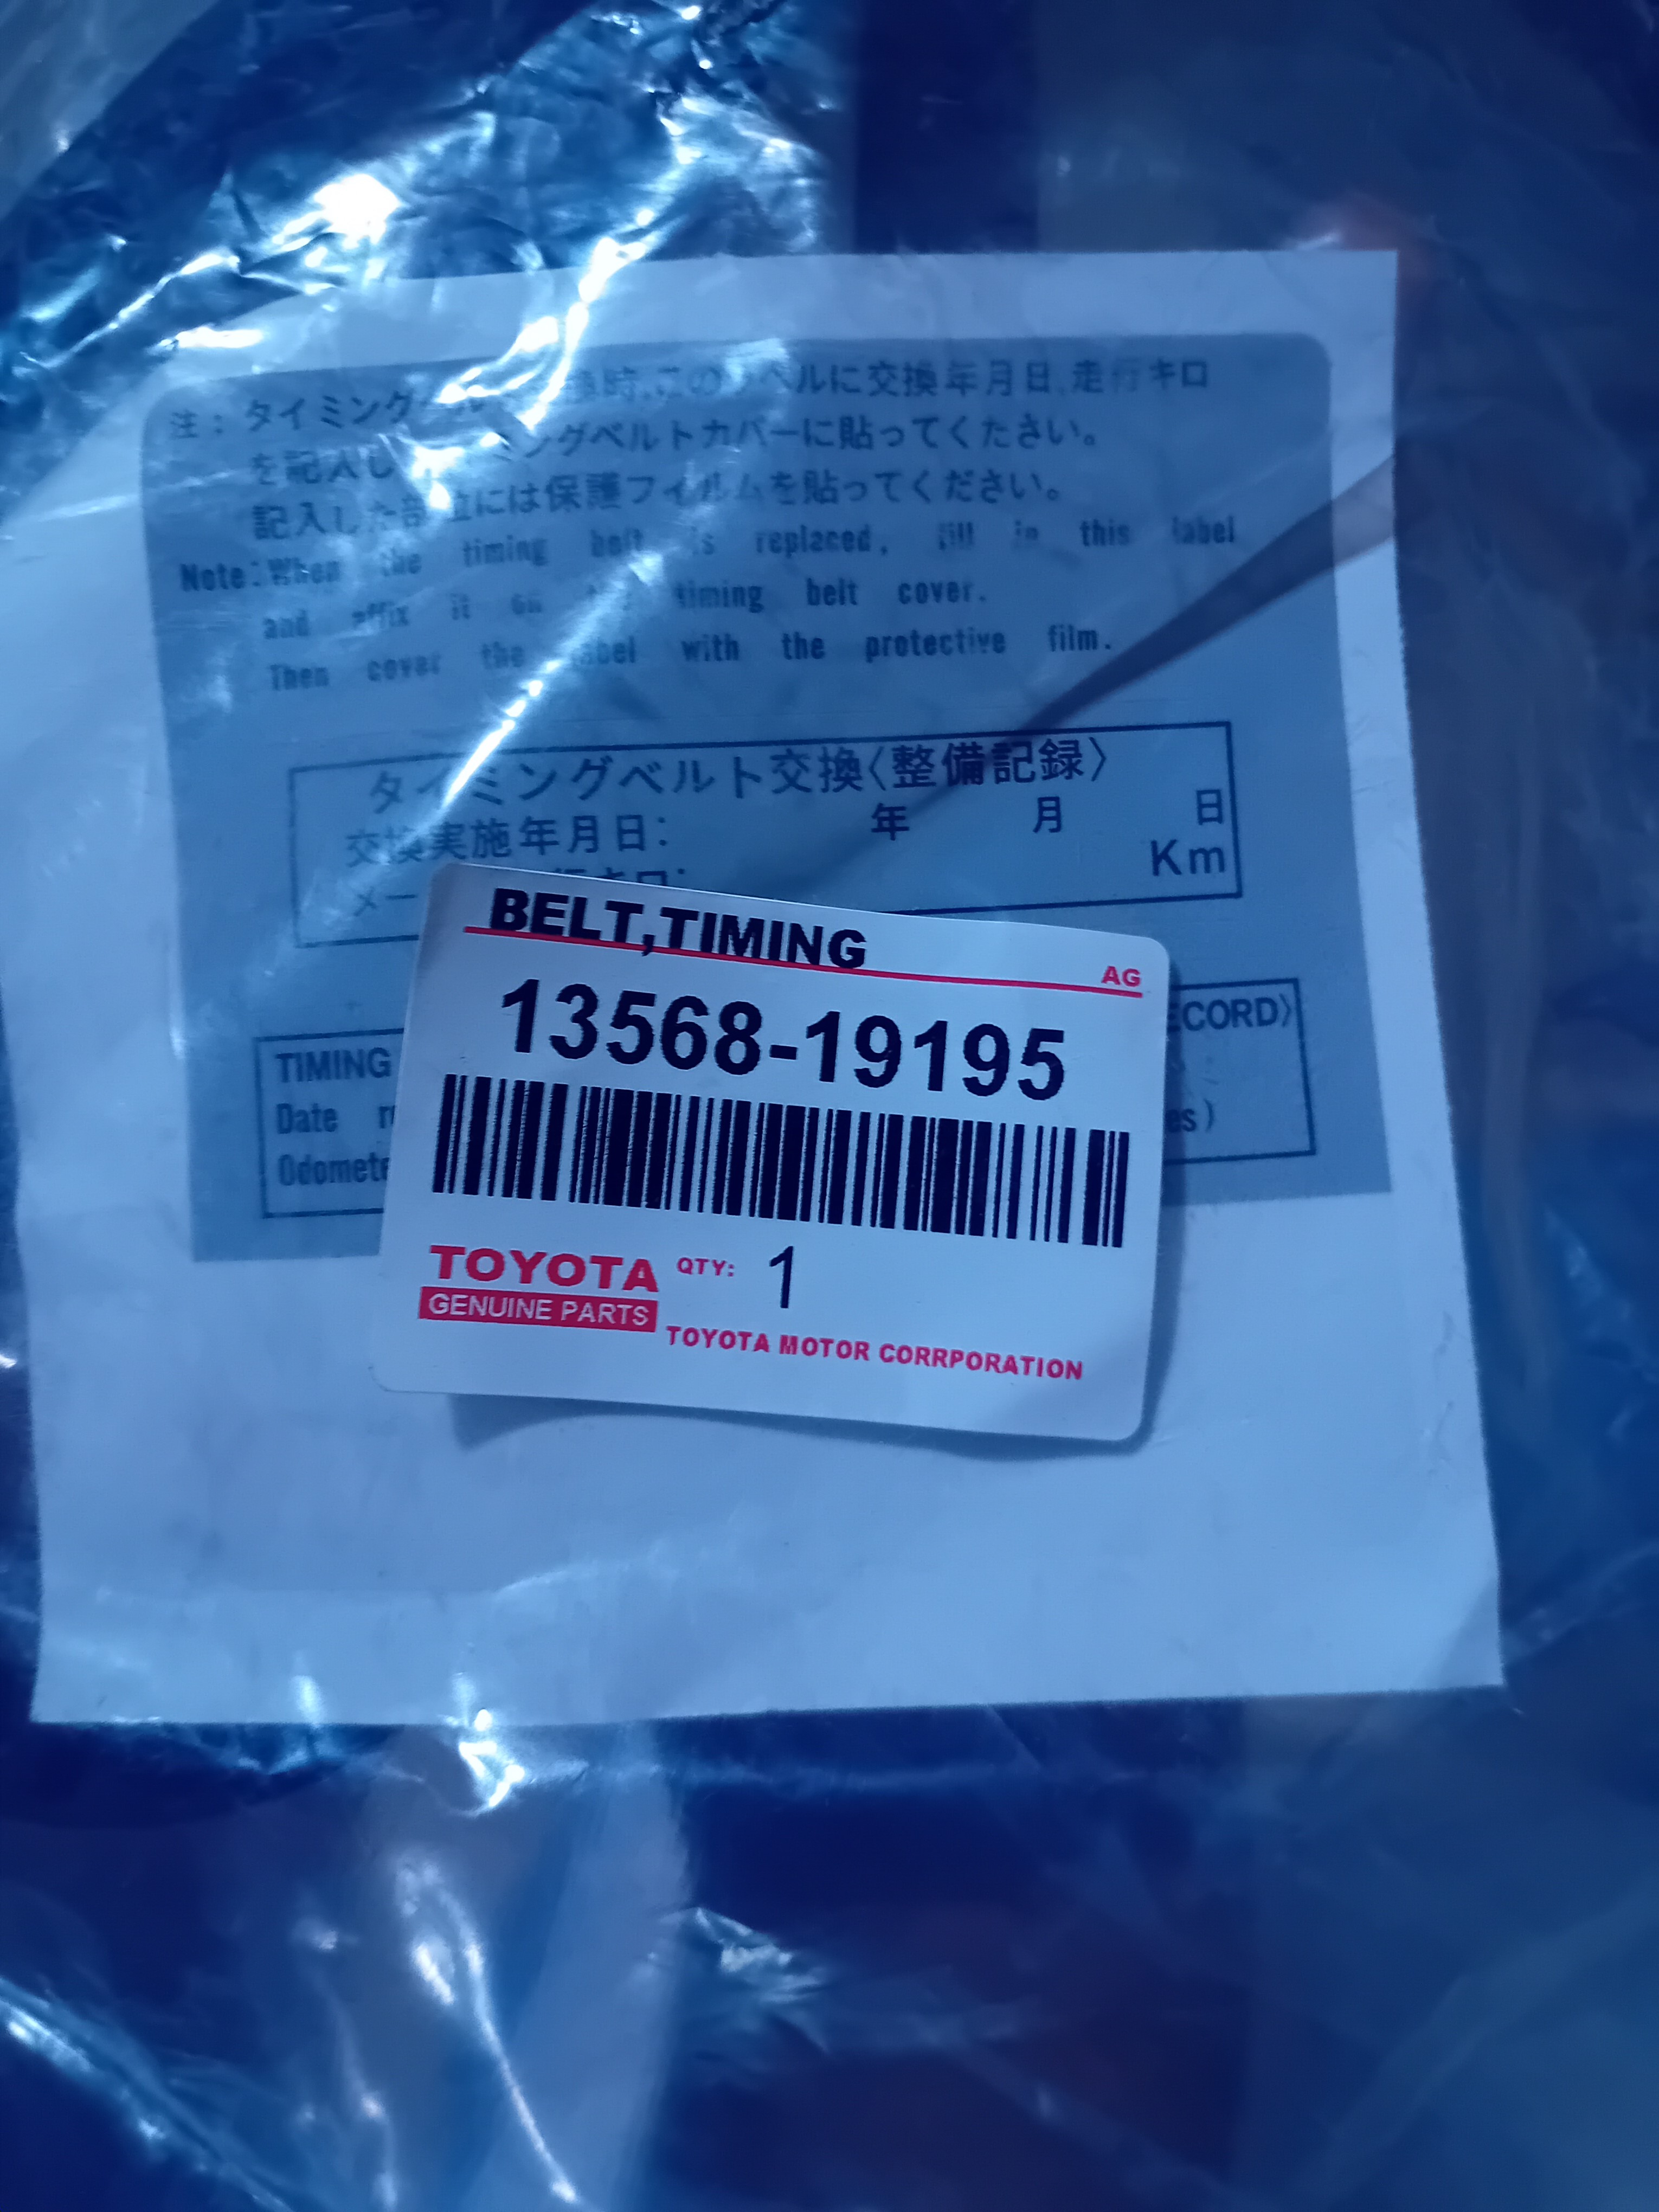 注：タイミング 時,このラベルに交換年月日,走行キロ
を記入し ミングベルトカバーに貼ってください。
記入した部位には保護フィルムを貼ってください。
Note:When the timing belt is replaced, fill in this label
and affix it on the timing belt cover.
Then cover the label with the protective film.
タイミングベルト交換〈整備記録〉
交換実施年月日: 年 月 日
Km
BELT,TIMING
AG
13568-19195
ECORD〉
TIMING
Date
es)
TOYOTA QTY: 1
GENUINE PARTS
TOYOTA MOTOR CORRPORATION